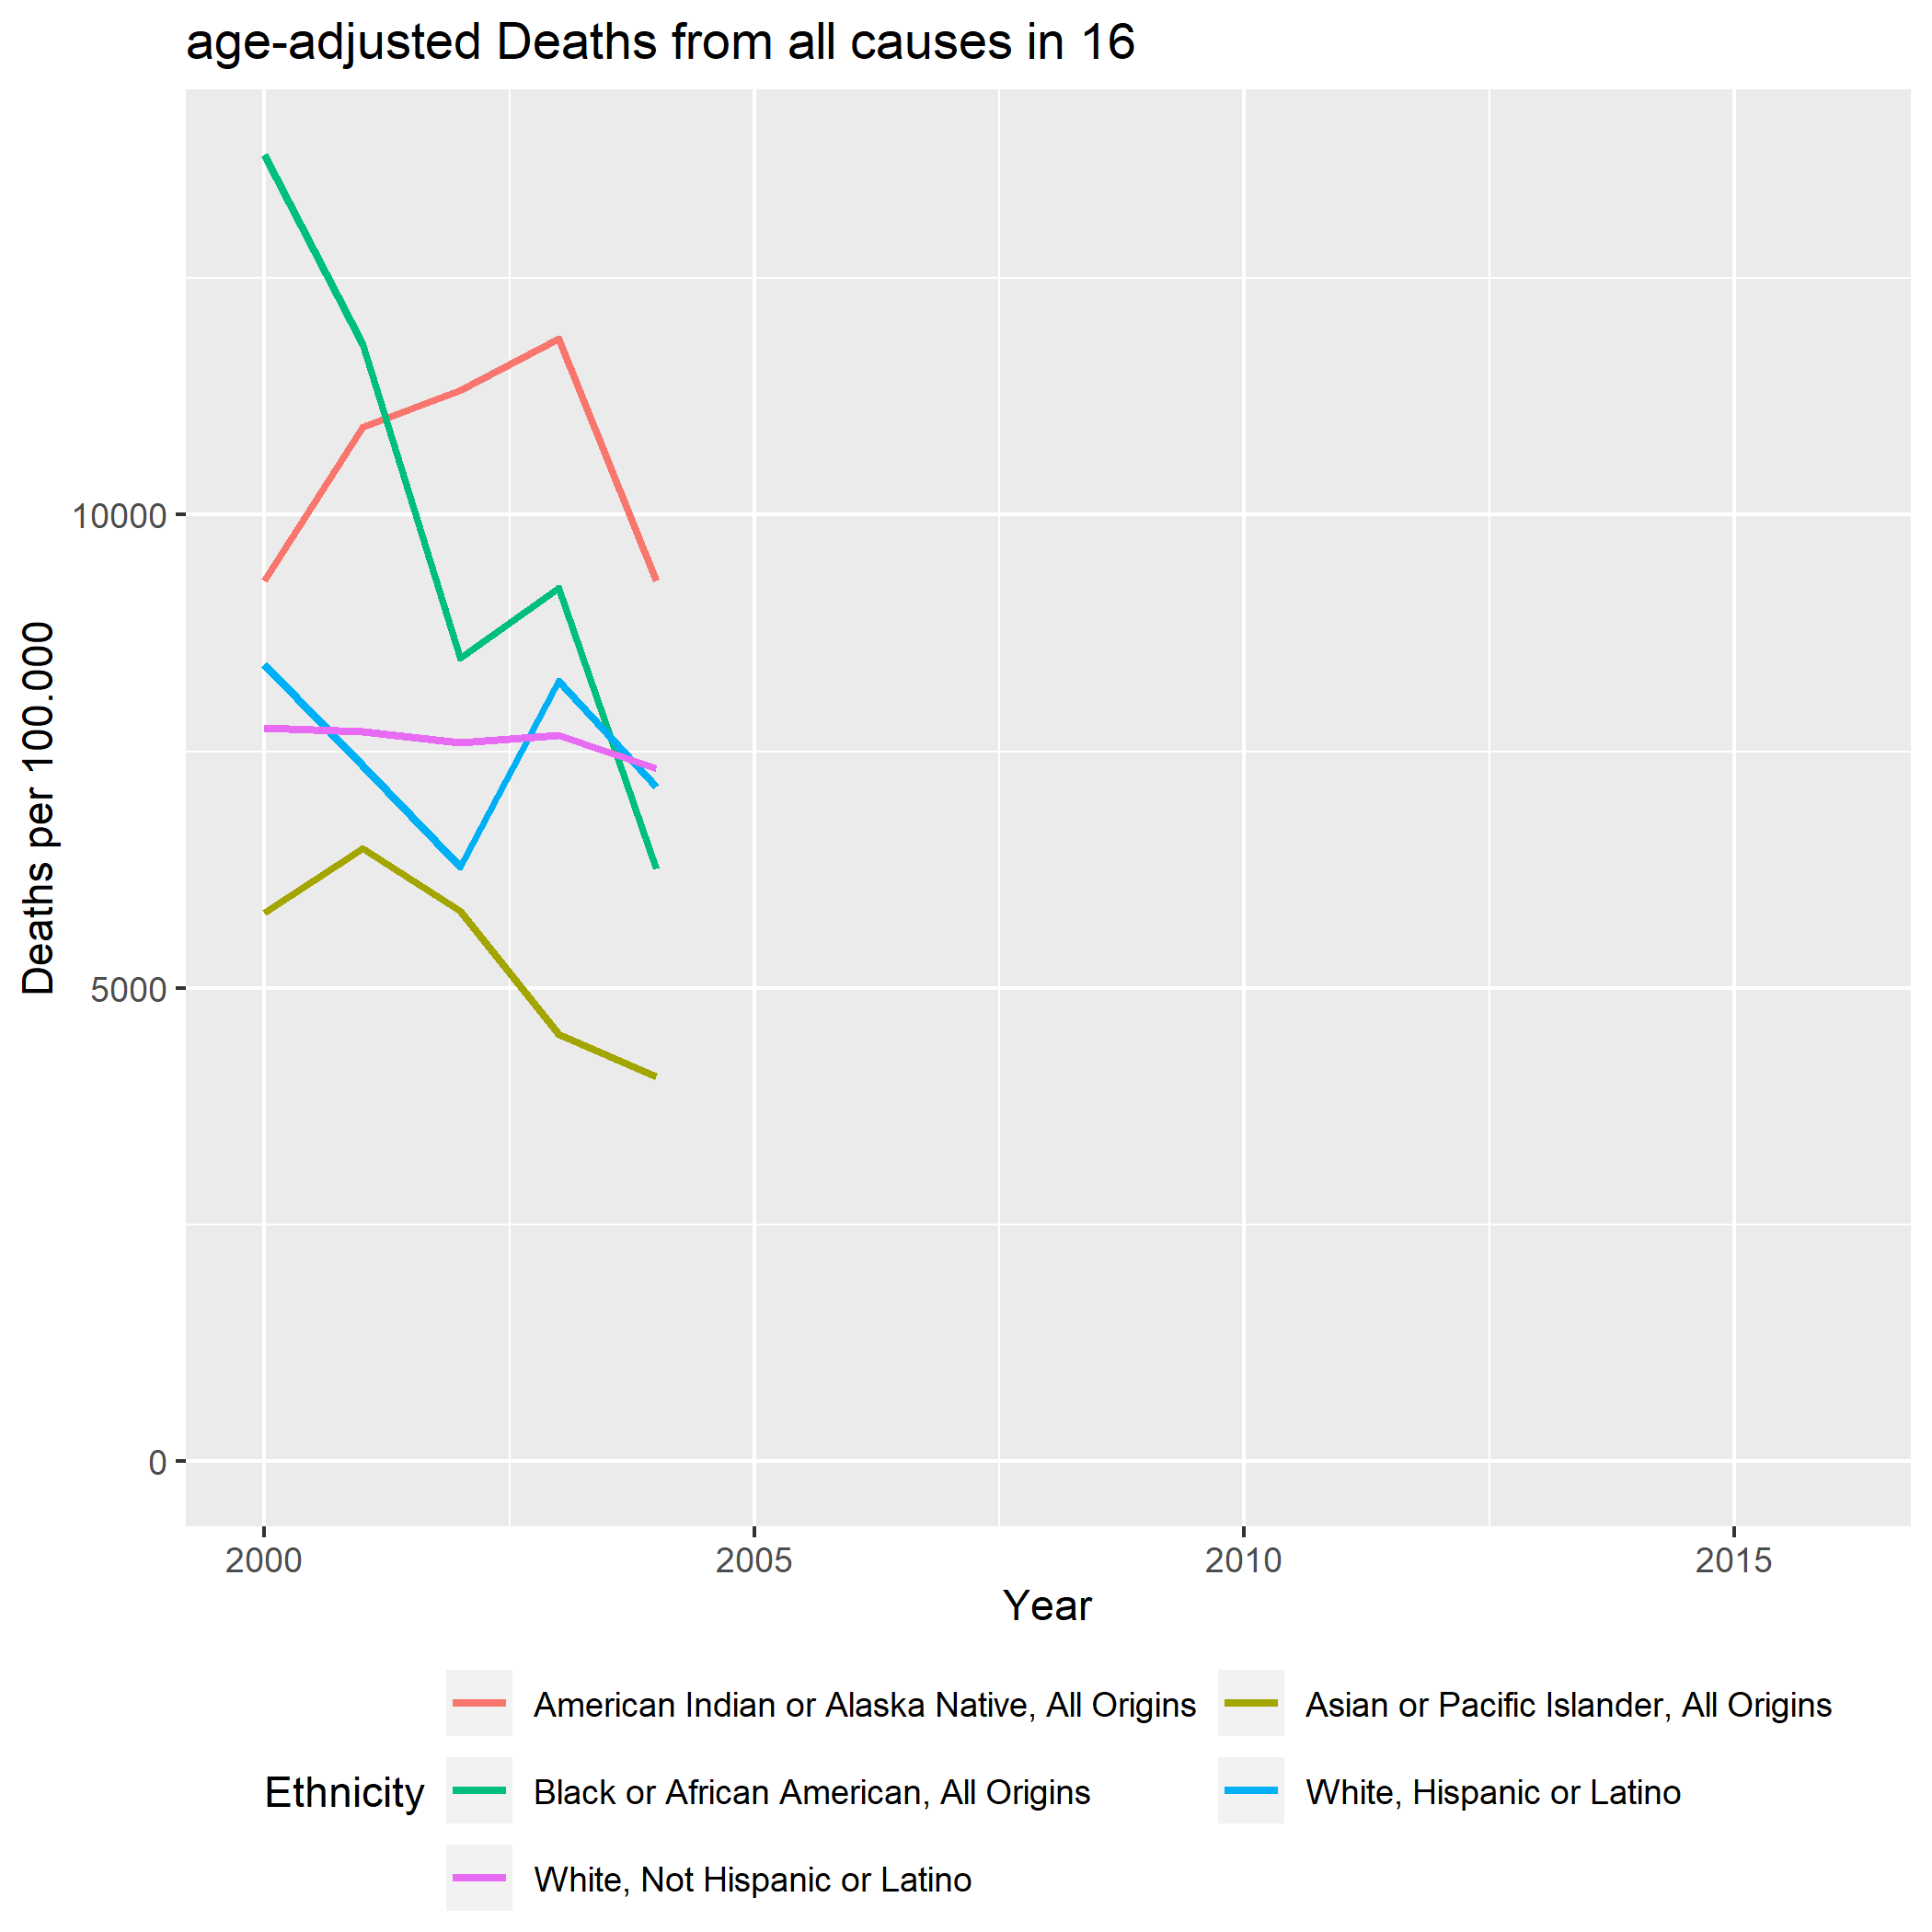 age-adjusted Deaths from all causes in 16
Deaths per 100.000
10000
5000
0
2000 2005 2010 2015
Year
Ethnicity
American Indian or Alaska Native, All Origins
Asian or Pacific Islander, All Origins
Black or African American, All Origins
White, Hispanic or Latino
White, Not Hispanic or Latino